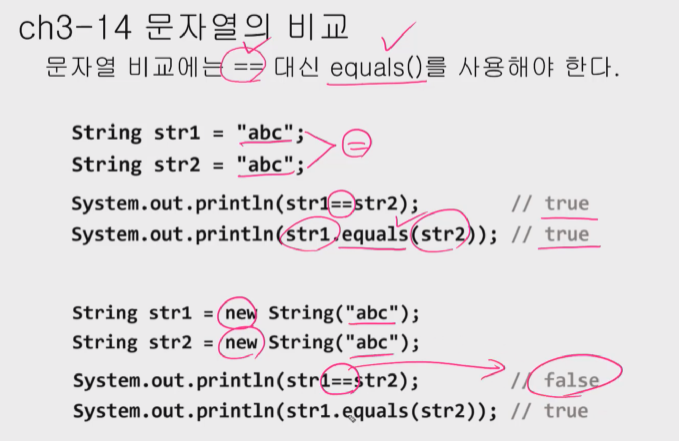 ch3-14 문자열의 비교
문자열 비교에는 == 대신 equals()를 사용해야 한다.
String str1 = "abc";
String str2 = "abc";
System.out.println(str1==str2); // true
System.out.println(str1.equals(str2)); // true
String str1 = new String("abc");
String str2 = new String("abc");
System.out.println(str1==str2); // false
System.out.println(str1.equals(str2)); // true